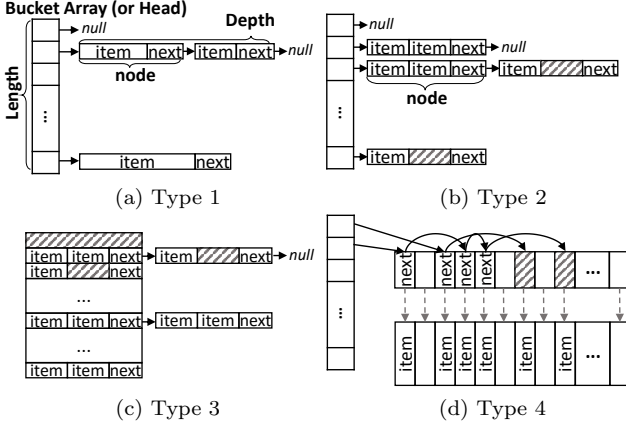 Bucket Array (or Head)
null
Depth
item next item next null
node
Length
...
item next
(a) Type 1
null
item item next null
item item next item next
node
...
item next
(b) Type 2
item item next item next null
item next
...
item item next item item next
...
item item next
(c) Type 3
...
next next next next ...
item item item item item item ...
(d) Type 4